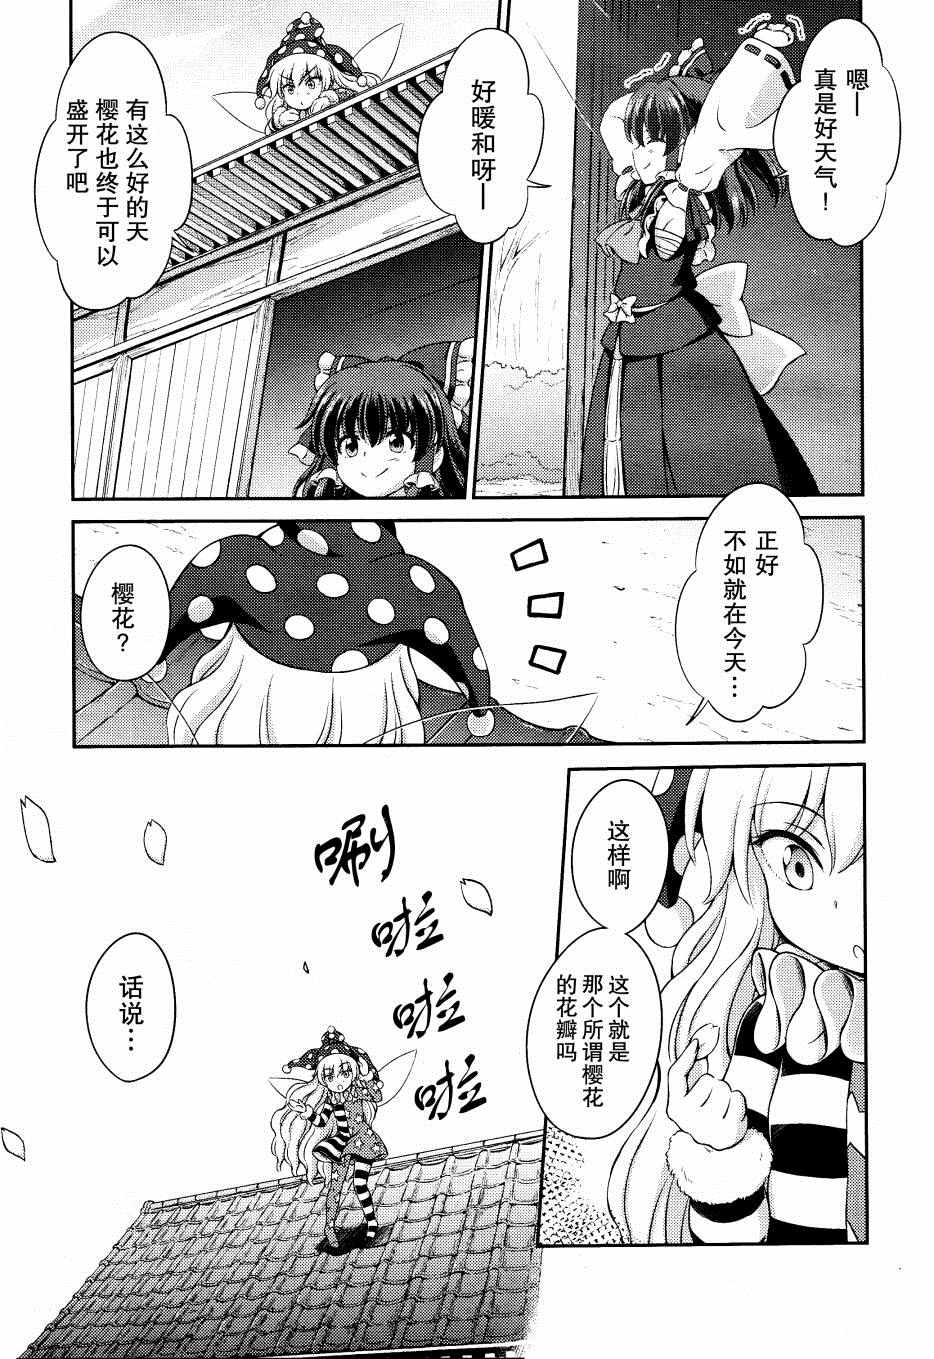 嗯—
真是好天气！
好暖和呀—
有这么好的天
樱花也终于可以
盛开了吧
正好
不如就在今天…
樱花？
这样啊
这个就是
那个所谓樱花
的花瓣吗
唰
啦
啦
啦
话说…